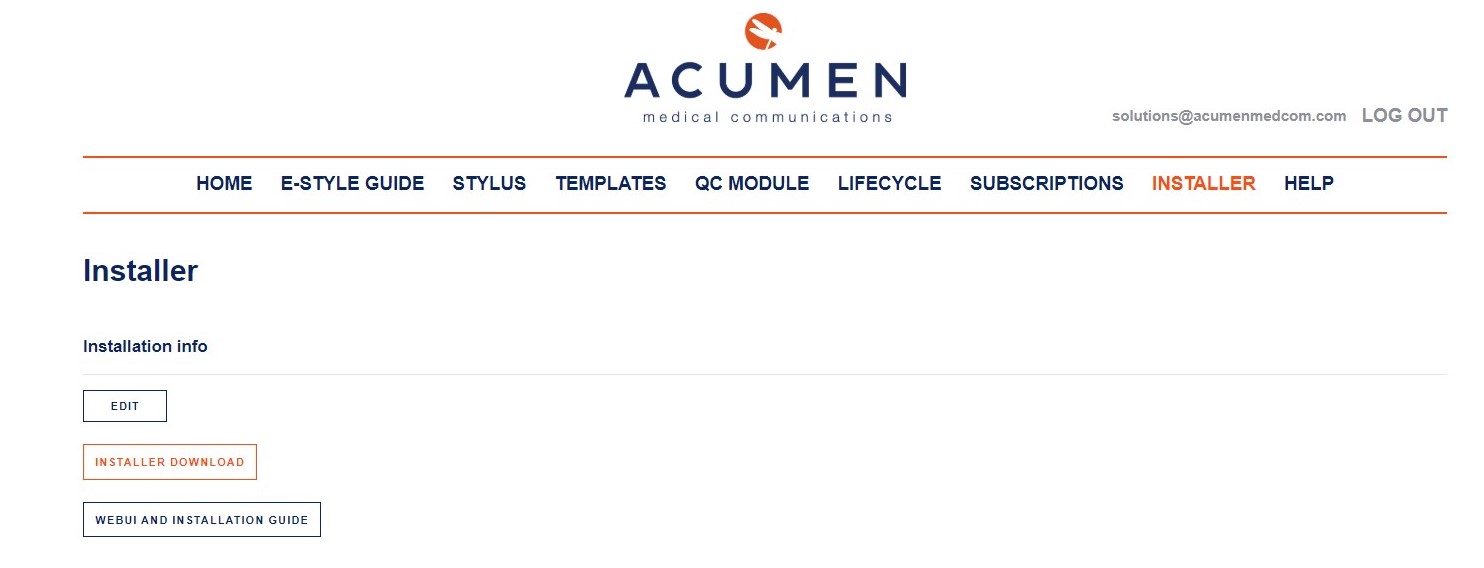 ACUMEN
medical communications
solutions@acumenmedcom.com LOG OUT
HOME E-STYLE GUIDE STYLUS TEMPLATES QC MODULE LIFECYCLE SUBSCRIPTIONS INSTALLER HELP
Installer
Installation info
EDIT
INSTALLER DOWNLOAD
WEBUI AND INSTALLATION GUIDE